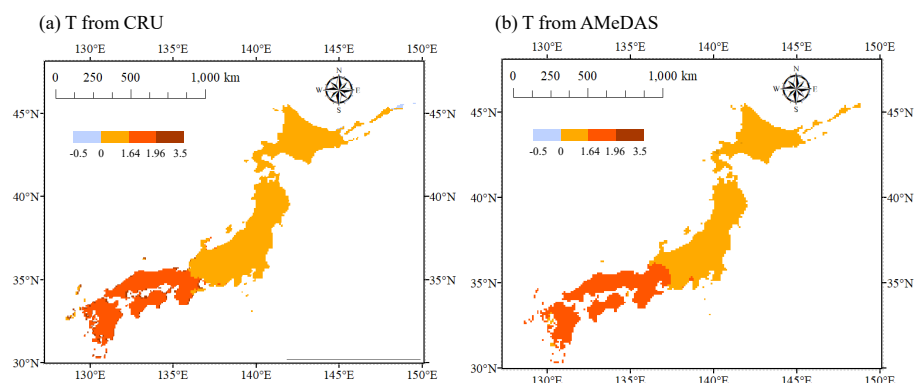 (a) T from CRU
(b) T from AMeDAS
130°E 135°E 140°E 145°E 150°E
0 250 500 1,000 km
N
W E
S
45°N
-0.5 0 1.64 1.96 3.5
40°N
35°N
30°N
130°E 135°E 140°E 145°E 150°E
130°E 135°E 140°E 145°E 150°E
0 250 500 1,000 km
N
W E
S
45°N
-0.5 0 1.64 1.96 3.5
40°N
35°N
30°N
130°E 135°E 140°E 145°E 150°E